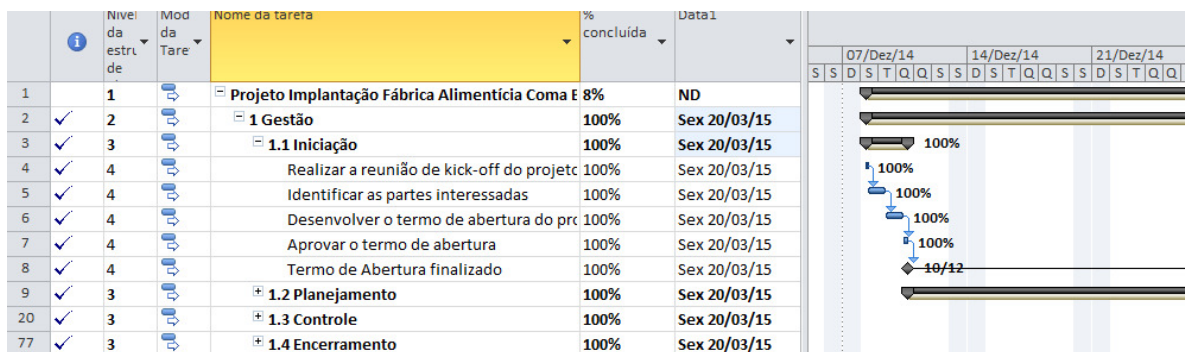 Nível da estru de
Mod da Tare
Nome da tarefa
% concluída
Data1
07/Dez/14 14/Dez/14 21/Dez/14
S S D S T Q Q S S D S T Q Q S S D S T Q Q
1 1 Projeto Implantação Fábrica Alimentícia Coma 8% ND
2 2 1 Gestão 100% Sex 20/03/15
3 3 1.1 Iniciação 100% Sex 20/03/15 100%
4 4 Realizar a reunião de kick-off do projeto 100% Sex 20/03/15 100%
5 4 Identificar as partes interessadas 100% Sex 20/03/15 100%
6 4 Desenvolver o termo de abertura do pro 100% Sex 20/03/15 100%
7 4 Aprovar o termo de abertura 100% Sex 20/03/15 100%
8 4 Termo de Abertura finalizado 100% Sex 20/03/15 10/12
9 3 1.2 Planejamento 100% Sex 20/03/15
20 3 1.3 Controle 100% Sex 20/03/15
77 3 1.4 Encerramento 100% Sex 20/03/15